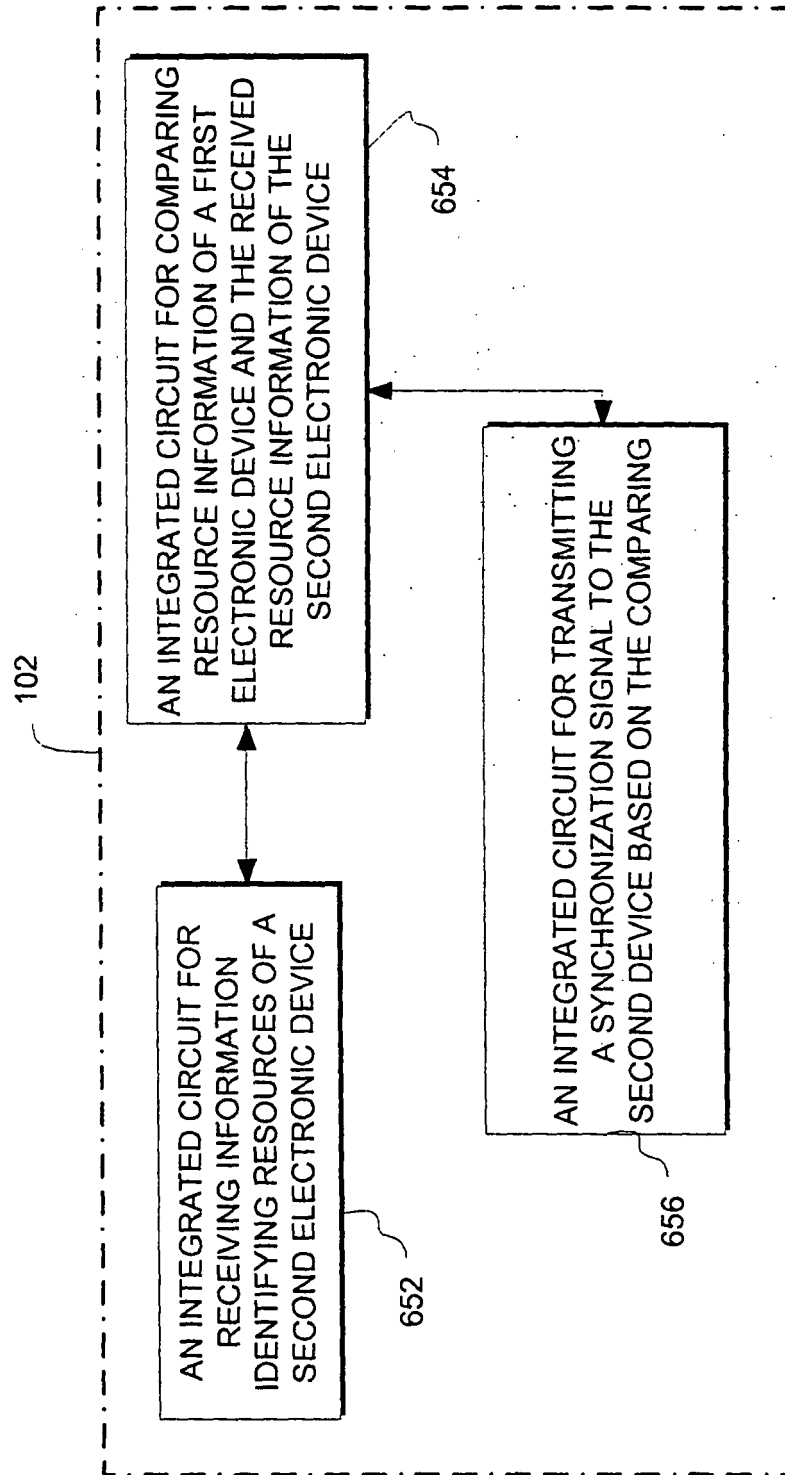 102
AN INTEGRATED CIRCUIT FOR
RECEIVING INFORMATION
IDENTIFYING RESOURCES OF A
SECOND ELECTRONIC DEVICE
652
AN INTEGRATED CIRCUIT FOR COMPARING
RESOURCE INFORMATION OF A FIRST
ELECTRONIC DEVICE AND THE RECEIVED
RESOURCE INFORMATION OF THE
SECOND ELECTRONIC DEVICE
654
AN INTEGRATED CIRCUIT FOR TRANSMITTING
A SYNCHRONIZATION SIGNAL TO THE
SECOND DEVICE BASED ON THE COMPARING
656